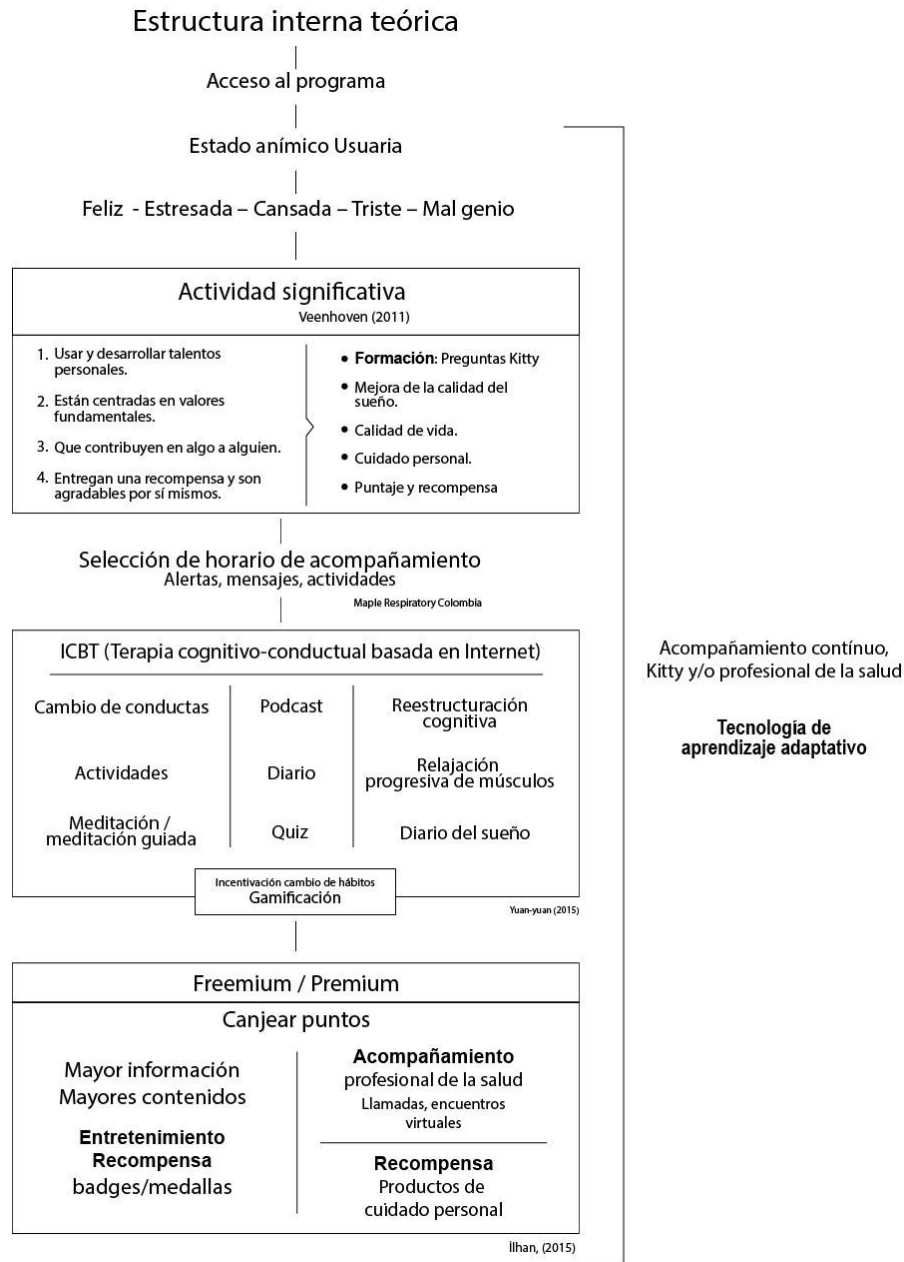 Estructura interna teórica
Acceso al programa
Estado anímico Usuaria
Feliz - Estresada – Cansada – Triste – Mal genio
Actividad significativa
Veenhoven (2011)
1. Usar y desarrollar talentos
personales.
2. Están centradas en valores
fundamentales.
3. Que contribuyen en algo a alguien.
4. Entregan una recompensa y son
agradables por sí mismos.
• Formación: Preguntas Kitty
• Mejora de la calidad del
sueño.
• Calidad de vida.
• Cuidado personal.
• Puntaje y recompensa
Selección de horario de acompañamiento
Alertas, mensajes, actividades
Maple Respiratory Colombia
ICBT (Terapia cognitivo-conductual basada en Internet)
Cambio de conductas
Actividades
Meditación /
meditación guiada
Podcast
Diario
Quiz
Reestructuración
cognitiva
Relajación
progresiva de músculos
Diario del sueño
Incentivación cambio de hábitos
Gamificación
Yuan-yuan (2015)
Freemium / Premium
Canjear puntos
Mayor información
Mayores contenidos
Entretenimiento
Recompensa
badges/medallas
Acompañamiento
profesional de la salud
Llamadas, encuentros
virtuales
Recompensa
Productos de
cuidado personal
İlhan, (2015)
Acompañamiento contínuo,
Kitty y/o profesional de la salud
Tecnología de
aprendizaje adaptativo